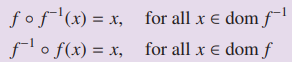 f ∘ f⁻¹(x) = x, for all x ∈ dom f⁻¹
f⁻¹ ∘ f(x) = x, for all x ∈ dom f